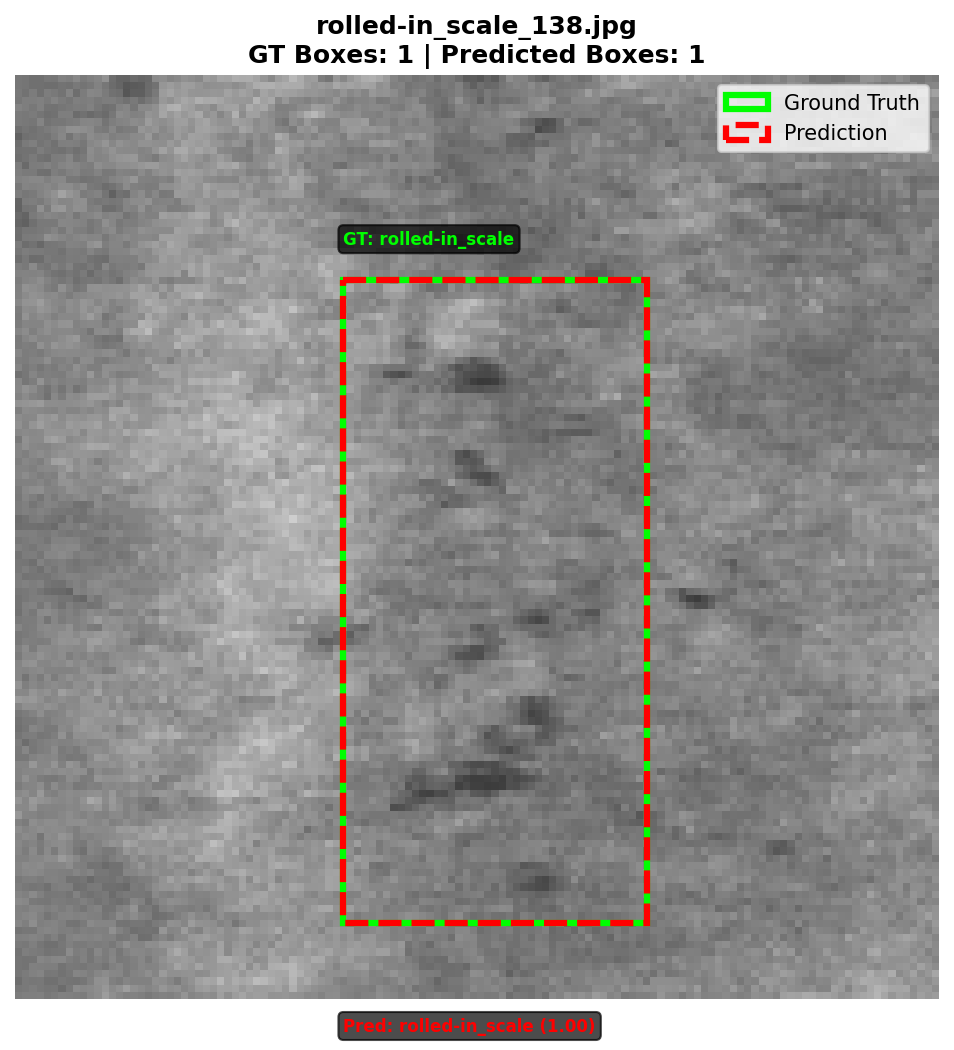 rolled-in_scale_138.jpg
GT Boxes: 1 | Predicted Boxes: 1
Ground Truth
Prediction
GT: rolled-in_scale
Pred: rolled-in_scale (1.00)